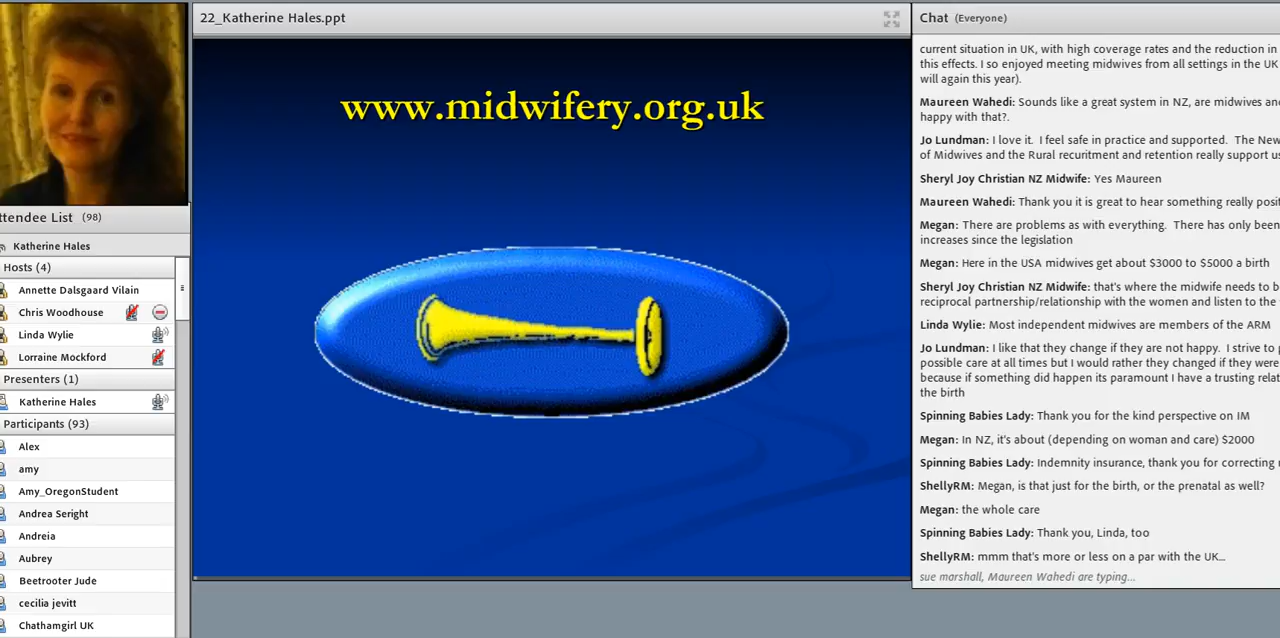 22_Katherine Hales.ppt
www.midwifery.org.uk
ttendee List (98)
Katherine Hales
Hosts (4)
Annette Dalsgaard Vilain
Chris Woodhouse
Linda Wylie
Lorraine Mockford
Presenters (1)
Katherine Hales
Participants (93)
Alex
amy
Amy_OregonStudent
Andrea Seright
Andreia
Aubrey
Beetrooter Jude
cecilia jevitt
Chathamgirl UK
Chat (Everyone)
current situation in UK, with high coverage rates and the reduction in
this effects. I so enjoyed meeting midwives from all settings in the UK
will again this year).
Maureen Wahedi: Sounds like a great system in NZ, are midwives and
happy with that?.
Jo Lundman: I love it. I feel safe in practice and supported. The New
of Midwives and the Rural recuritment and retention really support us
Sheryl Joy Christian NZ Midwife: Yes Maureen
Maureen Wahedi: Thank you it is great to hear something really posit
Megan: There are problems as with everything. There has only been
increases since the legislation
Megan: Here in the USA midwives get about $3000 to $5000 a birth
Sheryl Joy Christian NZ Midwife: that's where the midwife needs to b
reciprocal partnership/relationship with the women and listen to the
Linda Wylie: Most independent midwives are members of the ARM
Jo Lundman: I like that they change if they are not happy. I strive to p
possible care at all times but I would rather they changed if they were
because if something did happen its paramount I have a trusting relat
the birth
Spinning Babies Lady: Thank you for the kind perspective on IM
Megan: In NZ, it's about (depending on woman and care) $2000
Spinning Babies Lady: Indemnity insurance, thank you for correcting
ShellyRM: Megan, is that just for the birth, or the prenatal as well?
Megan: the whole care
Spinning Babies Lady: Thank you, Linda, too
ShellyRM: mmm that's more or less on a par with the UK...
sue marshall, Maureen Wahedi are typing...